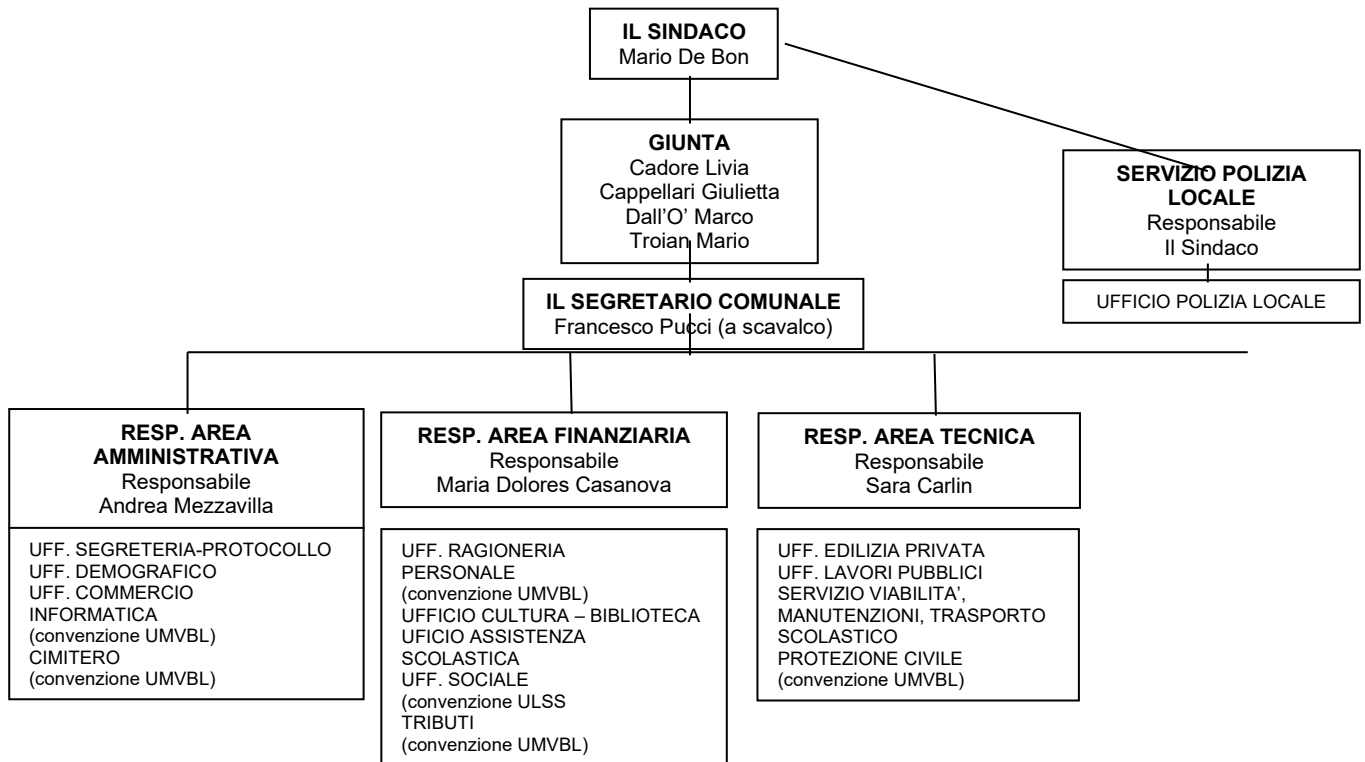 IL SINDACO
Mario De Bon
GIUNTA
Cadore Livia
Cappellari Giulietta
Dall'O' Marco
Troian Mario
SERVIZIO POLIZIA
LOCALE
Responsabile
Il Sindaco
UFFICIO POLIZIA LOCALE
IL SEGRETARIO COMUNALE
Francesco Pucci (a scavalco)
RESP. AREA
AMMINISTRATIVA
Responsabile
Andrea Mezzavilla
UFF. SEGRETERIA-PROTOCOLLO
UFF. DEMOGRAFICO
UFF. COMMERCIO
INFORMATICA
(convenzione UMVBL)
CIMITERO
(convenzione UMVBL)
RESP. AREA FINANZIARIA
Responsabile
Maria Dolores Casanova
UFF. RAGIONERIA
PERSONALE
(convenzione UMVBL)
UFFICIO CULTURA – BIBLIOTECA
UFICIO ASSISTENZA
SCOLASTICA
UFF. SOCIALE
(convenzione ULSS
TRIBUTI
(convenzione UMVBL)
RESP. AREA TECNICA
Responsabile
Sara Carlin
UFF. EDILIZIA PRIVATA
UFF. LAVORI PUBBLICI
SERVIZIO VIABILITA',
MANUTENZIONI, TRASPORTO
SCOLASTICO
PROTEZIONE CIVILE
(convenzione UMVBL)